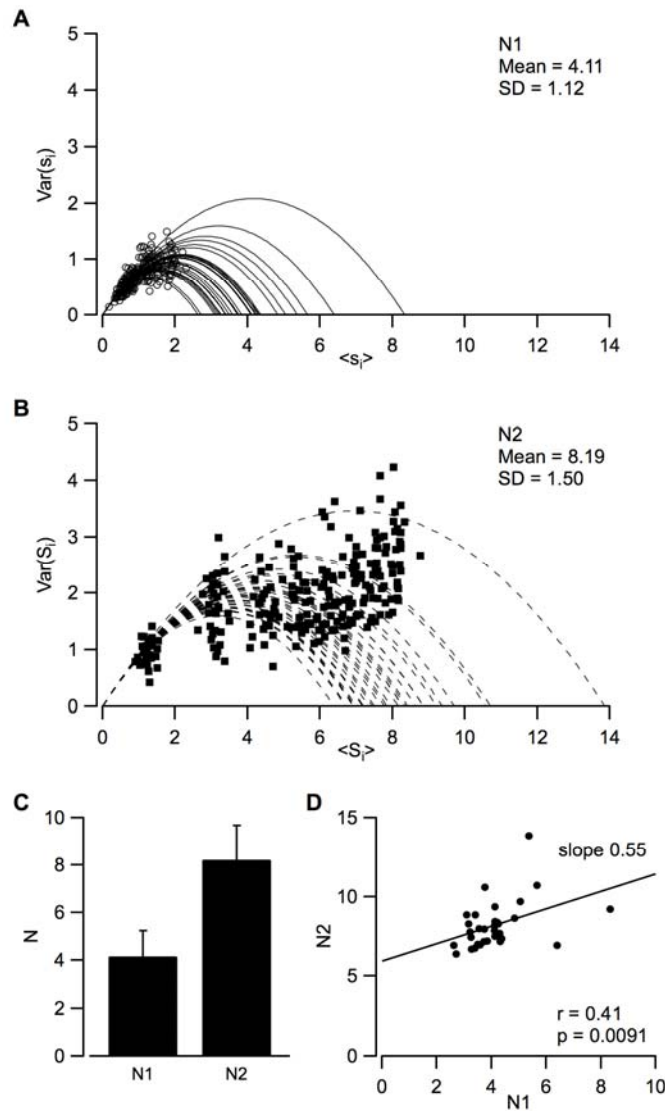 A
5
4
3
2
1
0
Var(sᵢ)
N1
Mean = 4.11
SD = 1.12
0 2 4 6 8 10 12 14
<sᵢ>
B
5
4
3
2
1
0
Var(Sᵢ)
N2
Mean = 8.19
SD = 1.50
0 2 4 6 8 10 12 14
<Sᵢ>
C
10
8
6
4
2
0
N
N1 N2
D
15
10
5
0
N2
slope 0.55
r = 0.41
p = 0.0091
0 2 4 6 8 10
N1